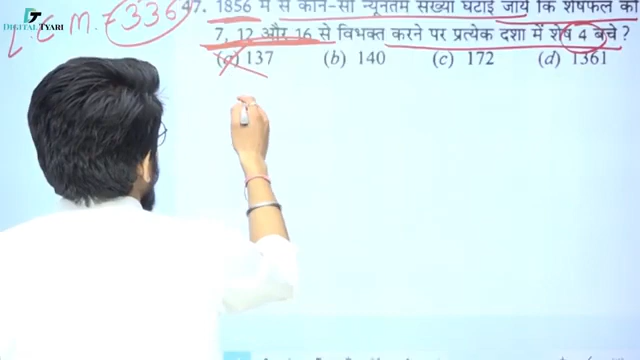 47. 1856 में से कौन-सी न्यूनतम संख्या घटाई जाये कि शेषफल को
7, 12 और 16 से विभक्त करने पर प्रत्येक दशा में शेष 4 बचे ?
(a) 137 (b) 140 (c) 172 (d) 1361
L.C.M. = 336
DT
DIGITAL TYARI